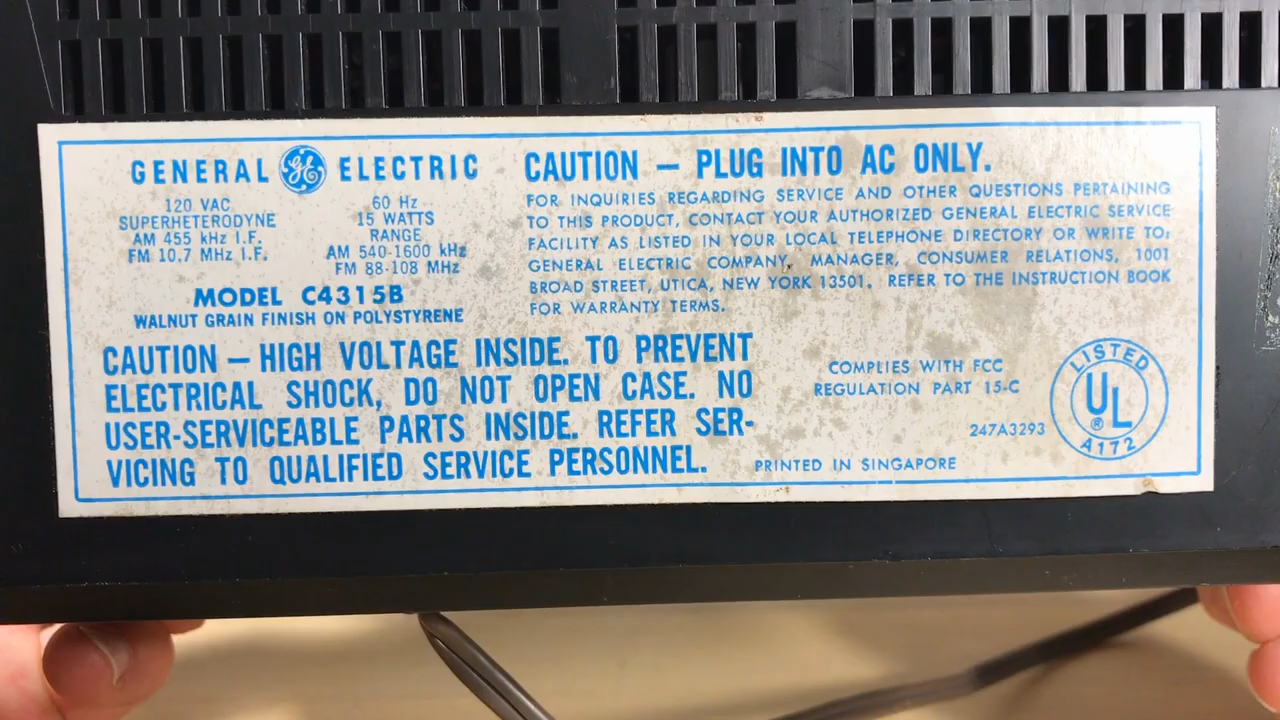 GENERAL GE ELECTRIC
120 VAC
SUPERHETERODYNE
AM 455 kHz I.F.
FM 10.7 MHz I.F.
60 Hz
15 WATTS
RANGE
AM 540-1600 kHz
FM 88-108 MHz
MODEL C4315B
WALNUT GRAIN FINISH ON POLYSTYRENE
CAUTION — PLUG INTO AC ONLY.
FOR INQUIRIES REGARDING SERVICE AND OTHER QUESTIONS PERTAINING
TO THIS PRODUCT, CONTACT YOUR AUTHORIZED GENERAL ELECTRIC SERVICE
FACILITY AS LISTED IN YOUR LOCAL TELEPHONE DIRECTORY OR WRITE TO:
GENERAL ELECTRIC COMPANY, MANAGER, CONSUMER RELATIONS, 1001
BROAD STREET, UTICA, NEW YORK 13501. REFER TO THE INSTRUCTION BOOK
FOR WARRANTY TERMS.
CAUTION — HIGH VOLTAGE INSIDE. TO PREVENT
ELECTRICAL SHOCK, DO NOT OPEN CASE. NO
USER-SERVICEABLE PARTS INSIDE. REFER SER-
VICING TO QUALIFIED SERVICE PERSONNEL.
COMPLIES WITH FCC
REGULATION PART 15-C
247A3293
PRINTED IN SINGAPORE
LISTED
UL
®
A172